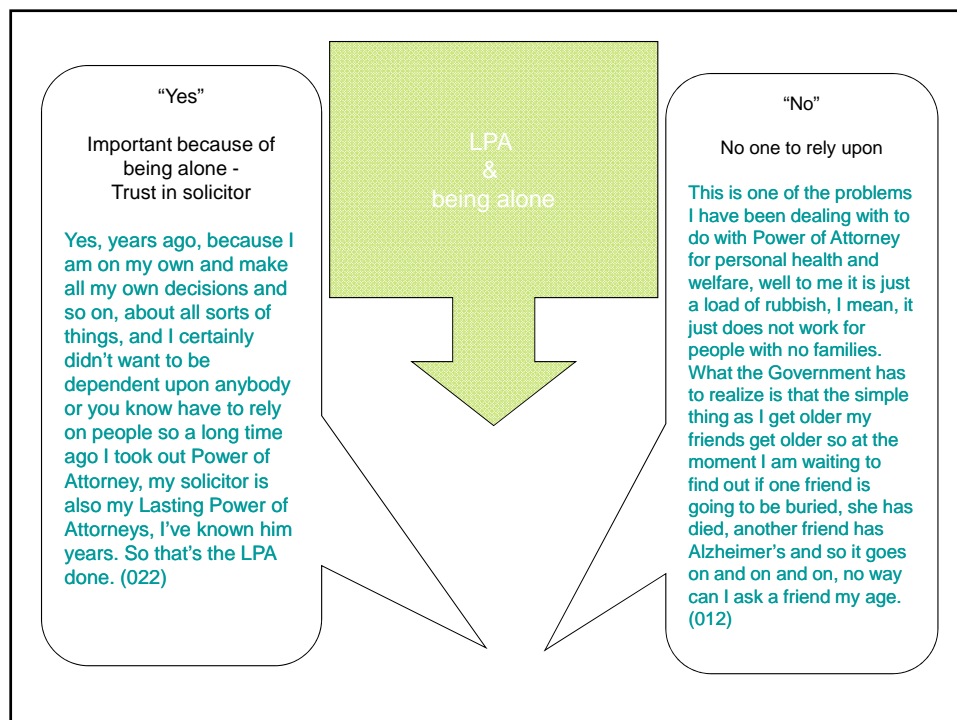 “Yes”
Important because of
being alone -
Trust in solicitor
Yes, years ago, because I
am on my own and make
all my own decisions and
so on, about all sorts of
things, and I certainly
didn’t want to be
dependent upon anybody
or you know have to rely
on people so a long time
ago I took out Power of
Attorney, my solicitor is
also my Lasting Power of
Attorneys, I’ve known him
years. So that’s the LPA
done. (022)
LPA
&
being alone
“No”
No one to rely upon
This is one of the problems
I have been dealing with to
do with Power of Attorney
for personal health and
welfare, well to me it is just
a load of rubbish, I mean, it
just does not work for
people with no families.
What the Government has
to realize is that the simple
thing as I get older my
friends get older so at the
moment I am waiting to
find out if one friend is
going to be buried, she has
died, another friend has
Alzheimer’s and so it goes
on and on and on, no way
can I ask a friend my age.
(012)